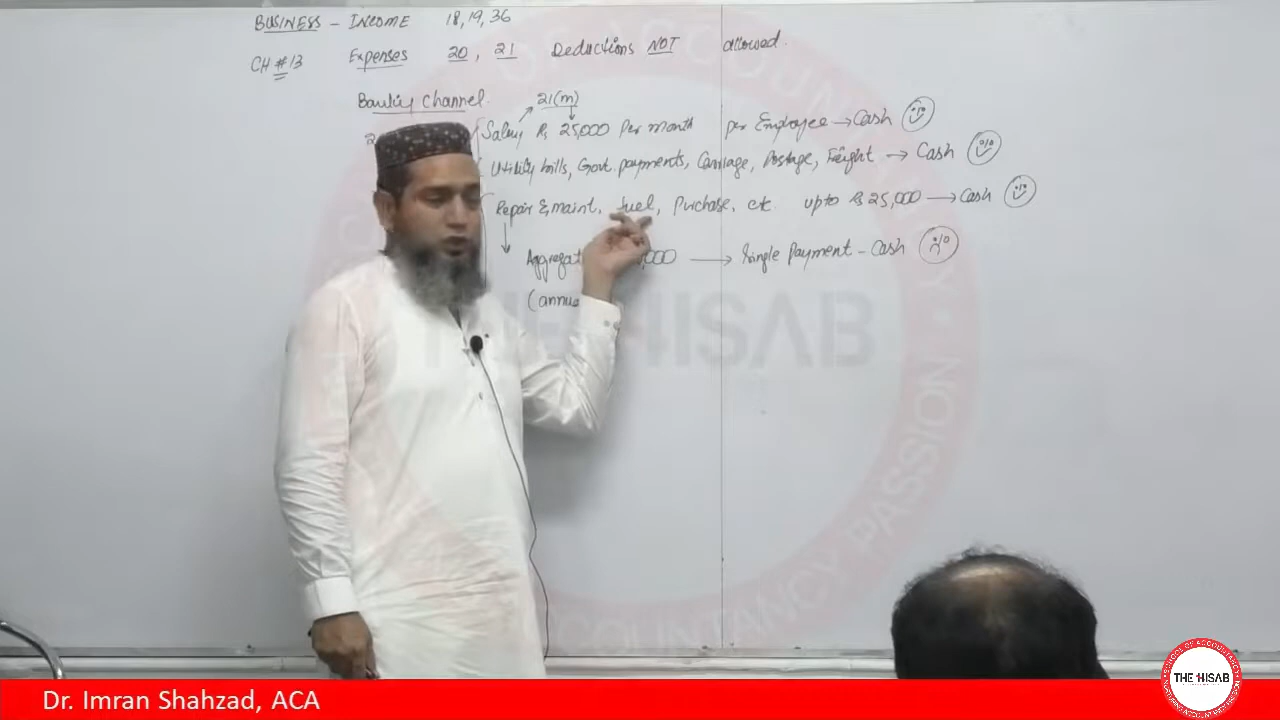 BUSINESS - INCOME 18, 19, 36
CH # 13 Expenses 20, 21 Deductions NOT allowed.
Channel
21(m)
Salary Rs 25,000 Per month per Employee → Cash
Utility bills, Govt. payments, Carriage, Postage, Freight → Cash
Repair & maint, fuel, Purchase, etc upto Rs 25,000 → Cash
→ Single Payment - Cash
THE HISAB
Dr. Imran Shahzad, ACA
THE HISAB